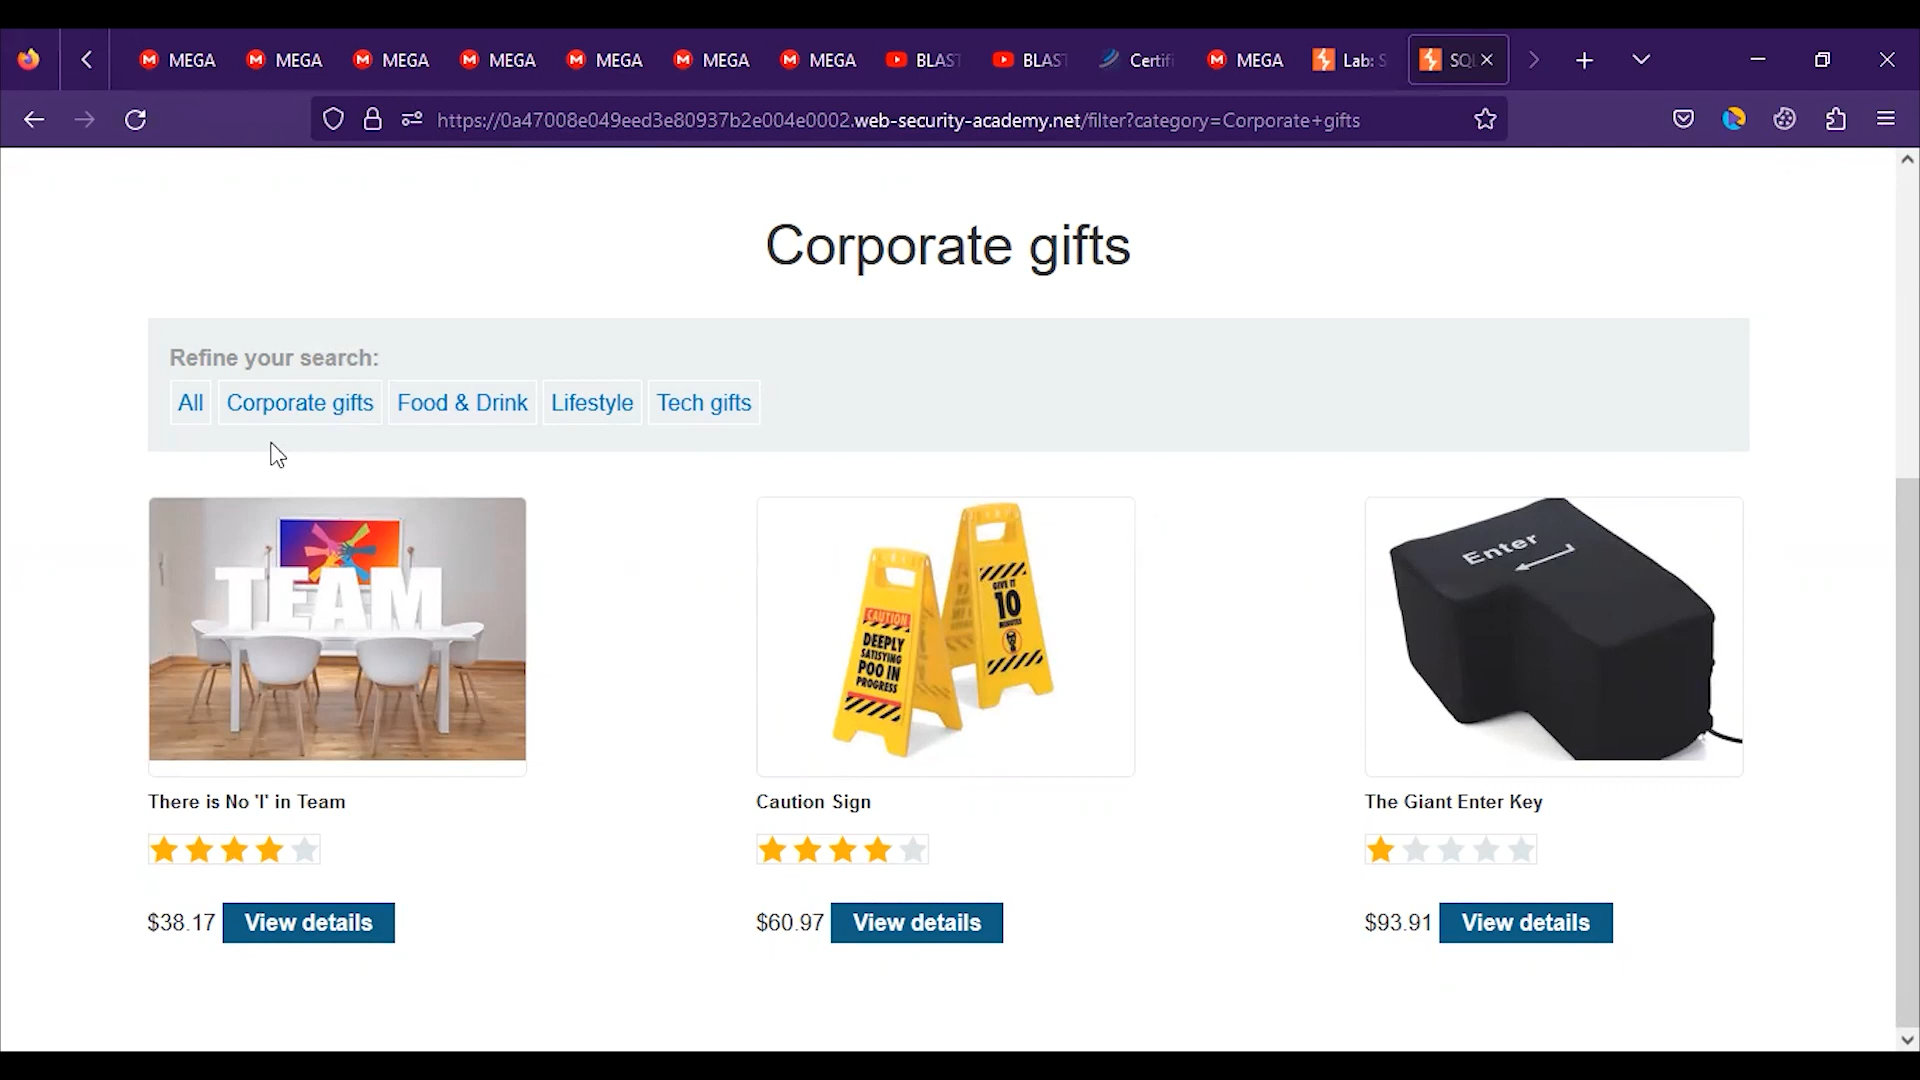 MEGA MEGA MEGA MEGA MEGA MEGA MEGA BLAST BLAST Certifi MEGA Lab: S SQL
https://0a47008e049eed3e80937b2e004e0002.web-security-academy.net/filter?category=Corporate+gifts
Corporate gifts
Refine your search:
All Corporate gifts Food & Drink Lifestyle Tech gifts
TEAM
CAUTION
DEEPLY
SATISFYING
POO IN
PROGRESS
GIVE IT
10
MINUTES
Enter
There is No 'I' in Team
Caution Sign
The Giant Enter Key
$38.17 View details
$60.97 View details
$93.91 View details